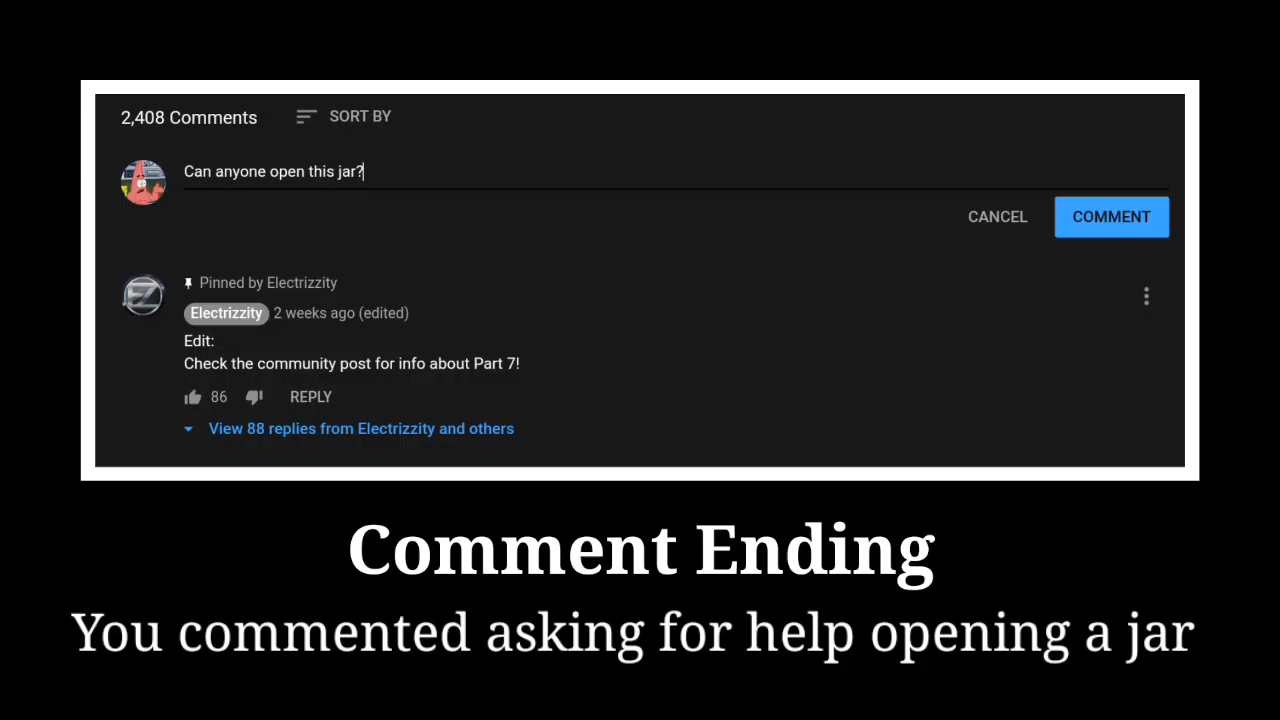 2,408 Comments SORT BY
Can anyone open this jar?
CANCEL COMMENT
Pinned by Electrizzity
Electrizzity 2 weeks ago (edited)
Edit:
Check the community post for info about Part 7!
86 REPLY
View 88 replies from Electrizzity and others
Comment Ending
You commented asking for help opening a jar